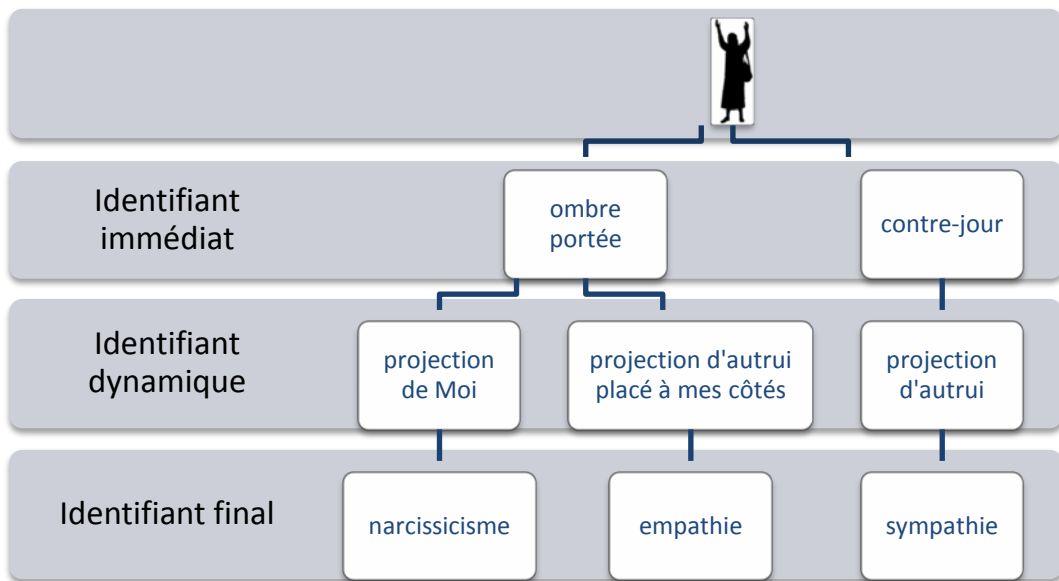 Identifiant
immédiat
ombre
portée
contre-jour
Identifiant
dynamique
projection
de Moi
projection d'autrui
placé à mes côtés
projection
d'autrui
Identifiant final
narcissicisme
empathie
sympathie